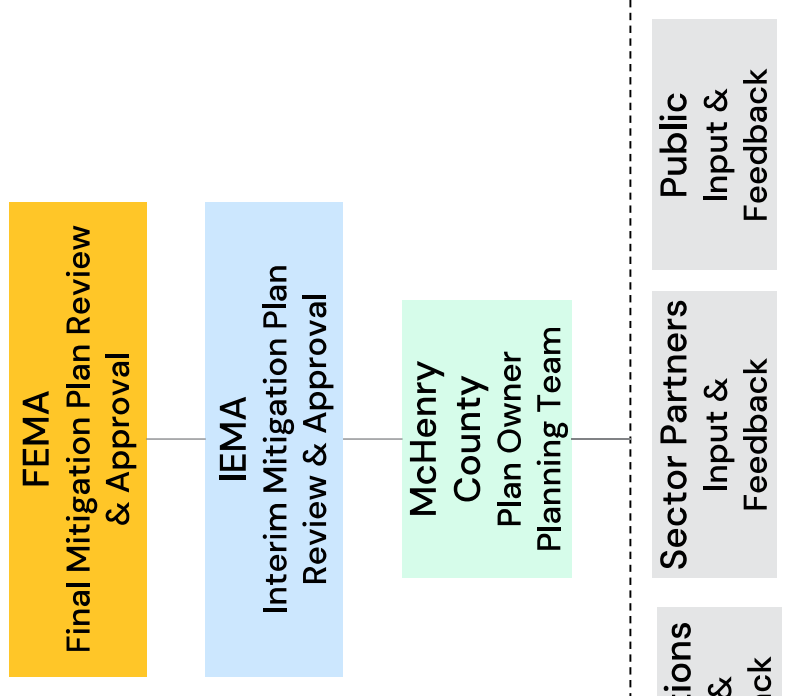 FEMA
Final Mitigation Plan Review
& Approval
IEMA
Interim Mitigation Plan
Review & Approval
McHenry
County
Plan Owner
Planning Team
Sector Partners
Input &
Feedback
Public
Input &
Feedback
&